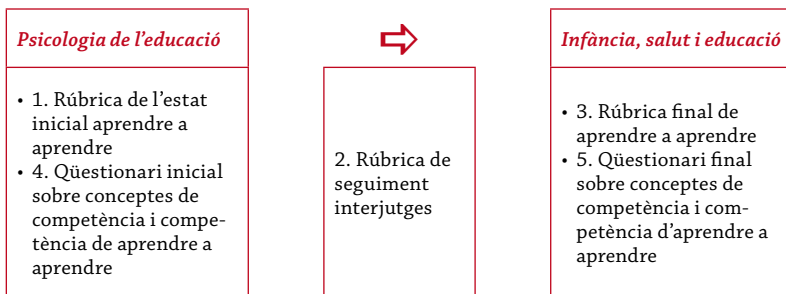 Psicologia de l'educació
• 1. Rúbrica de l'estat
inicial aprendre a
aprendre
• 4. Qüestionari inicial
sobre conceptes de
competència i compe-
tència de aprendre a
aprendre
2. Rúbrica de
seguiment
interjutges
Infància, salut i educació
• 3. Rúbrica final de
aprendre a aprendre
• 5. Qüestionari final
sobre conceptes de
competència i com-
petència d'aprendre a
aprendre